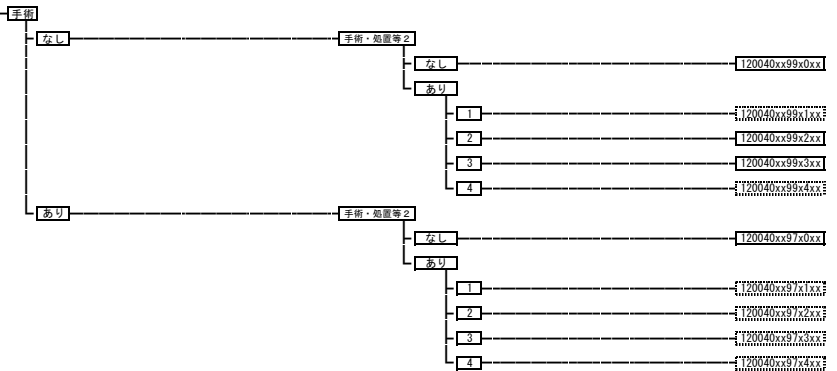 手術
なし 手術・処置等２
なし 120040xx99x0xx
あり
1 120040xx99x1xx
2 120040xx99x2xx
3 120040xx99x3xx
4 120040xx99x4xx
あり 手術・処置等２
なし 120040xx97x0xx
あり
1 120040xx97x1xx
2 120040xx97x2xx
3 120040xx97x3xx
4 120040xx97x4xx